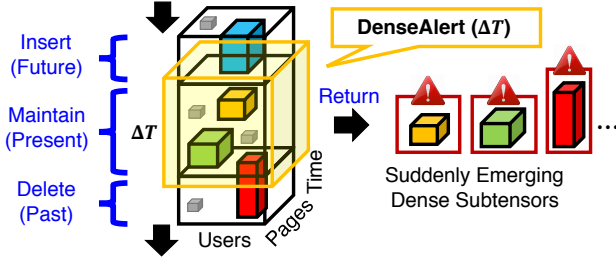 Insert
(Future)
Maintain
(Present)
Delete
(Past)
ΔT
Users
Pages
Time
DenseAlert (ΔT)
Return
!
!
!
...
Suddenly Emerging
Dense Subtensors